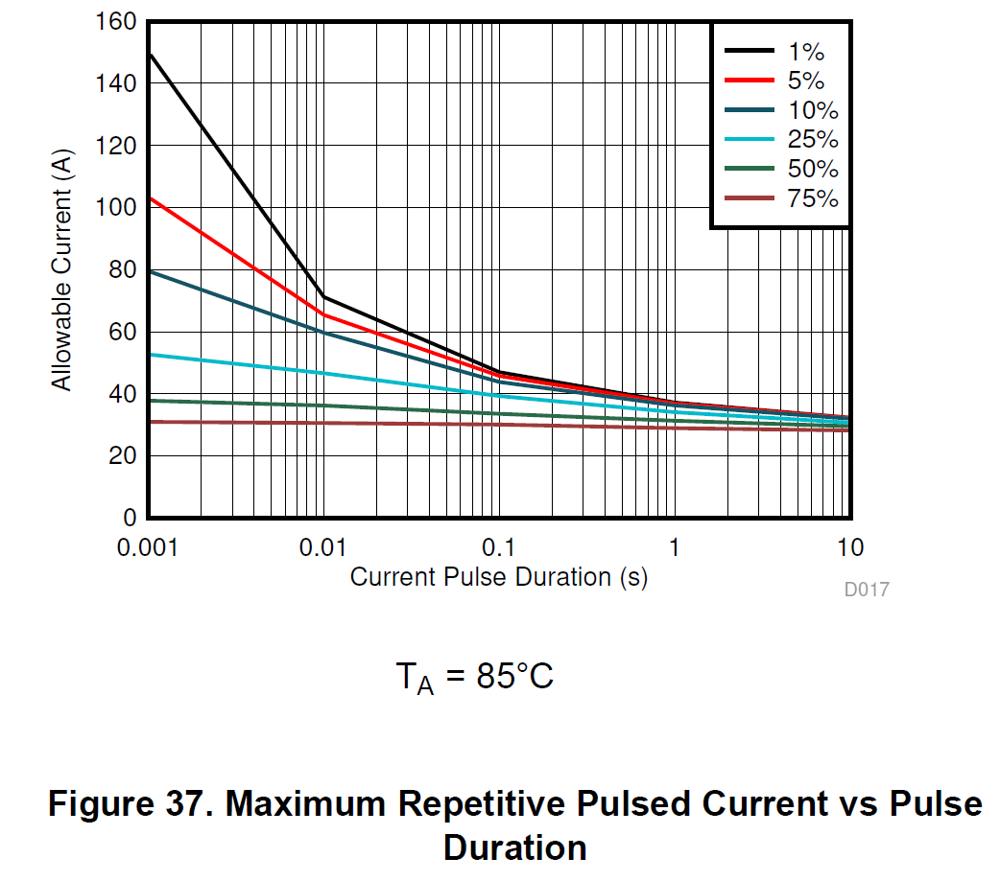 160
140
120
100
80
60
40
20
0
Allowable Current (A)
1%
5%
10%
25%
50%
75%
0.001 0.01 0.1 1 10
Current Pulse Duration (s)
D017
TA = 85°C
Figure 37. Maximum Repetitive Pulsed Current vs Pulse
Duration